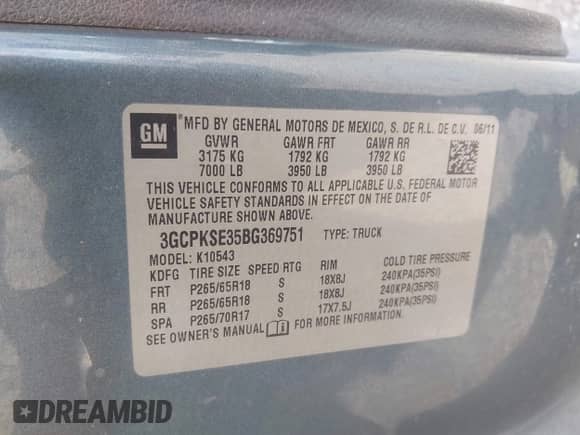 GM ® MFD BY GENERAL MOTORS DE MEXICO, S. DE R.L. DE C.V. 06/11
GVWR GAWR FRT GAWR RR
3175 KG 1792 KG 1792 KG
7000 LB 3950 LB 3950 LB
THIS VEHICLE CONFORMS TO ALL APPLICABLE U.S. FEDERAL MOTOR
VEHICLE SAFETY STANDARDS IN EFFECT ON THE DATE OF
MANUFACTURE SHOWN ABOVE.
3GCPKSE35BG369751 TYPE: TRUCK
MODEL: K10543
KDFG TIRE SIZE SPEED RTG RIM COLD TIRE PRESSURE
FRT P265/65R18 S 18X8J 240KPA(35PSI)
RR P265/65R18 S 18X8J 240KPA(35PSI)
SPA P265/70R17 S 17X7.5J 240KPA(35PSI)
SEE OWNER'S MANUAL FOR MORE INFORMATION.
DREAMBID